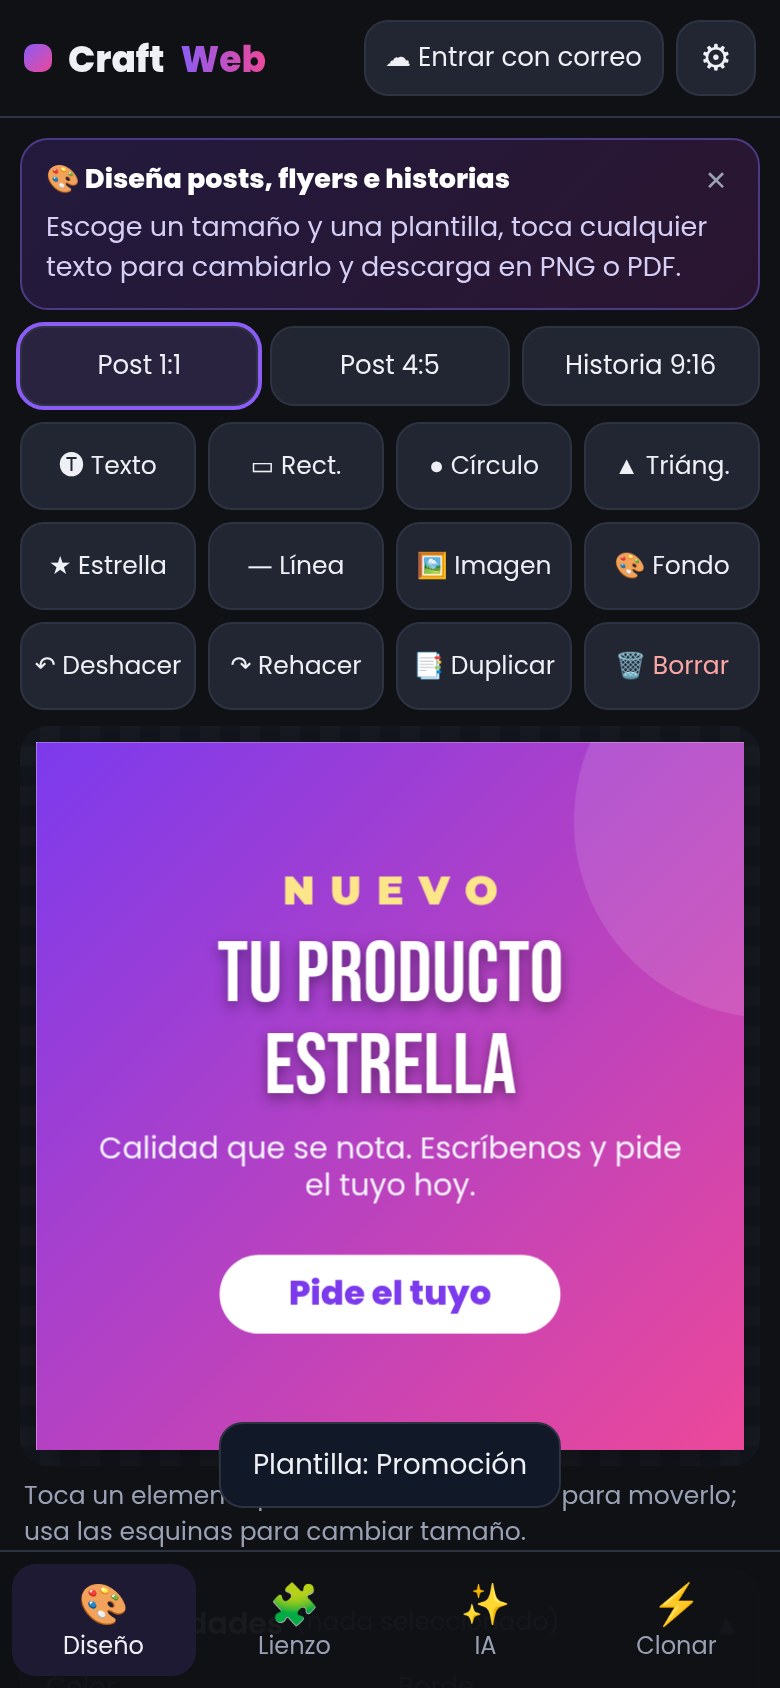 Craft Web
☁ Entrar con correo
⚙
🎨 Diseña posts, flyers e historias
✕
Escoge un tamaño y una plantilla, toca cualquier
texto para cambiarlo y descarga en PNG o PDF.
Post 1:1
Post 4:5
Historia 9:16
🅣 Texto
▭ Rect.
● Círculo
▲ Triáng.
★ Estrella
— Línea
🖼️ Imagen
🎨 Fondo
↶ Deshacer
↷ Rehacer
📑 Duplicar
🗑️ Borrar
NUEVO
TU PRODUCTO
ESTRELLA
Calidad que se nota. Escríbenos y pide
el tuyo hoy.
Pide el tuyo
Plantilla: Promoción
Toca un para moverlo;
usa las esquinas para cambiar tamaño.
nada seleccionado)
🎨 Diseño
🧩 Lienzo
✨ IA
⚡ Clonar
Color
Borde